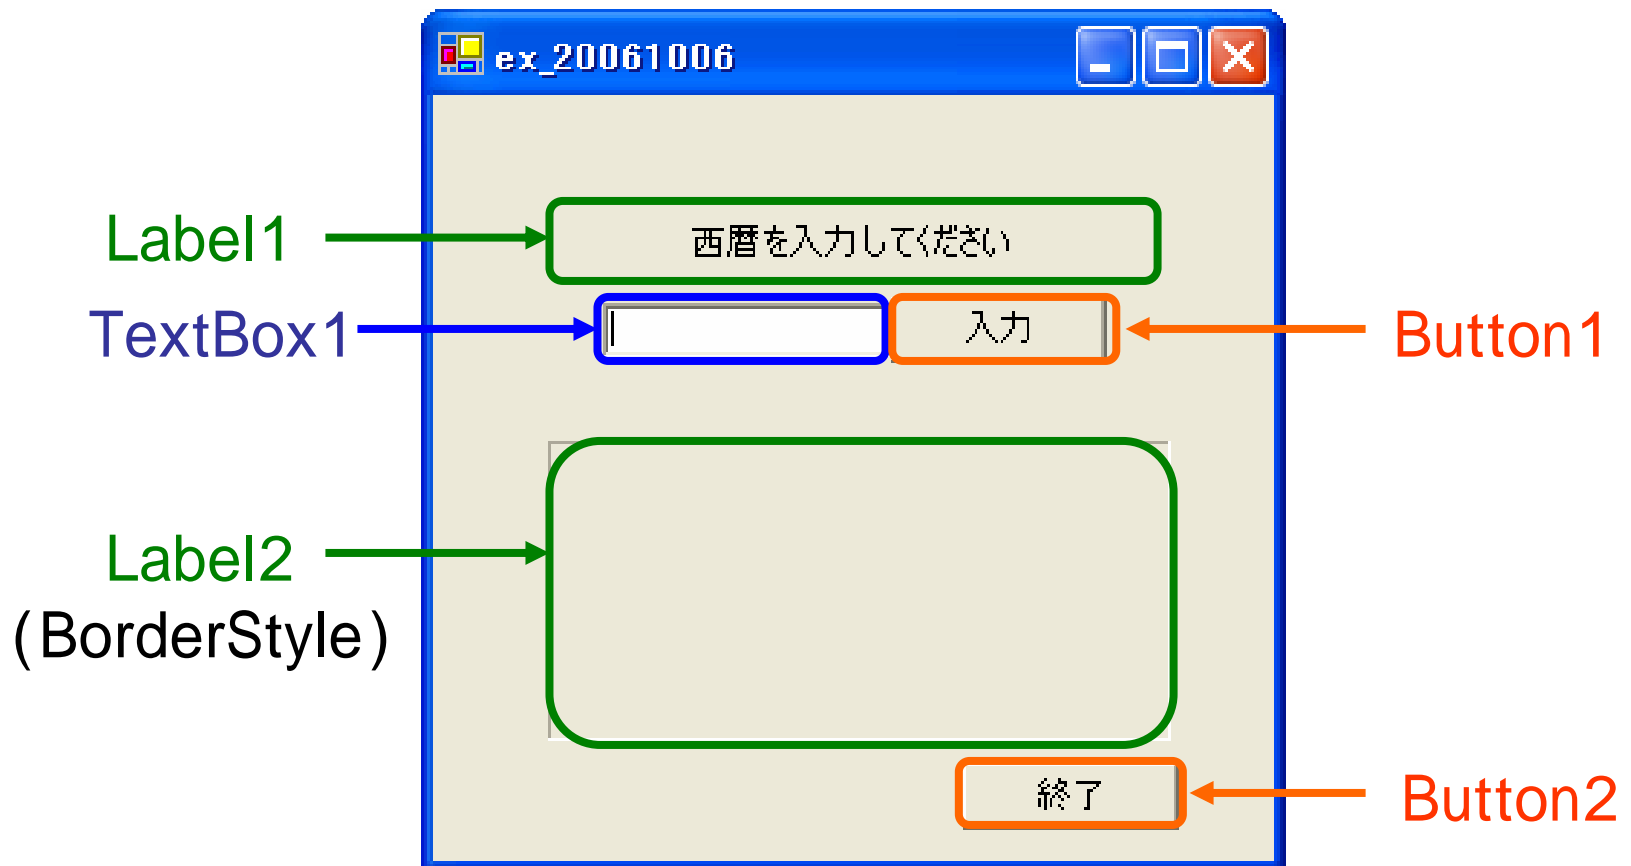 ex_20061006
Label1
西暦を入力してください
TextBox1
入力
Button1
Label2
(BorderStyle)
終了
Button2